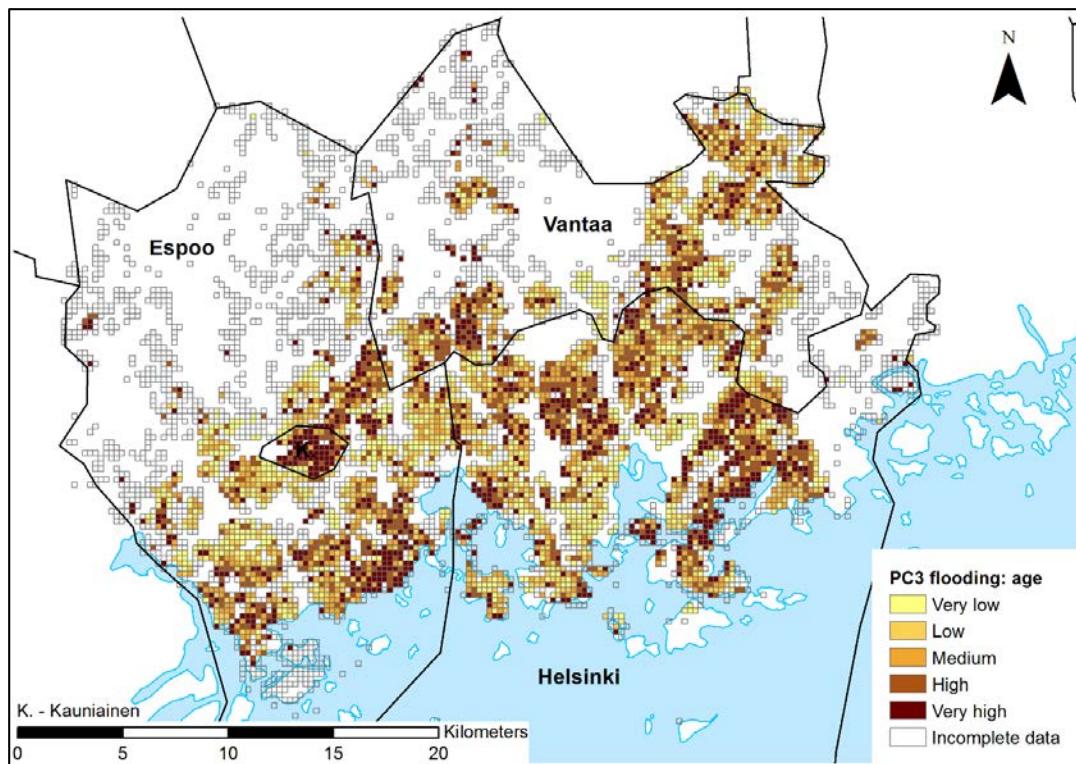 N
Espoo
Vantaa
K.
Helsinki
PC3 flooding: age
Very low
Low
Medium
High
Very high
Incomplete data
K. - Kauniainen
Kilometers
0 5 10 15 20